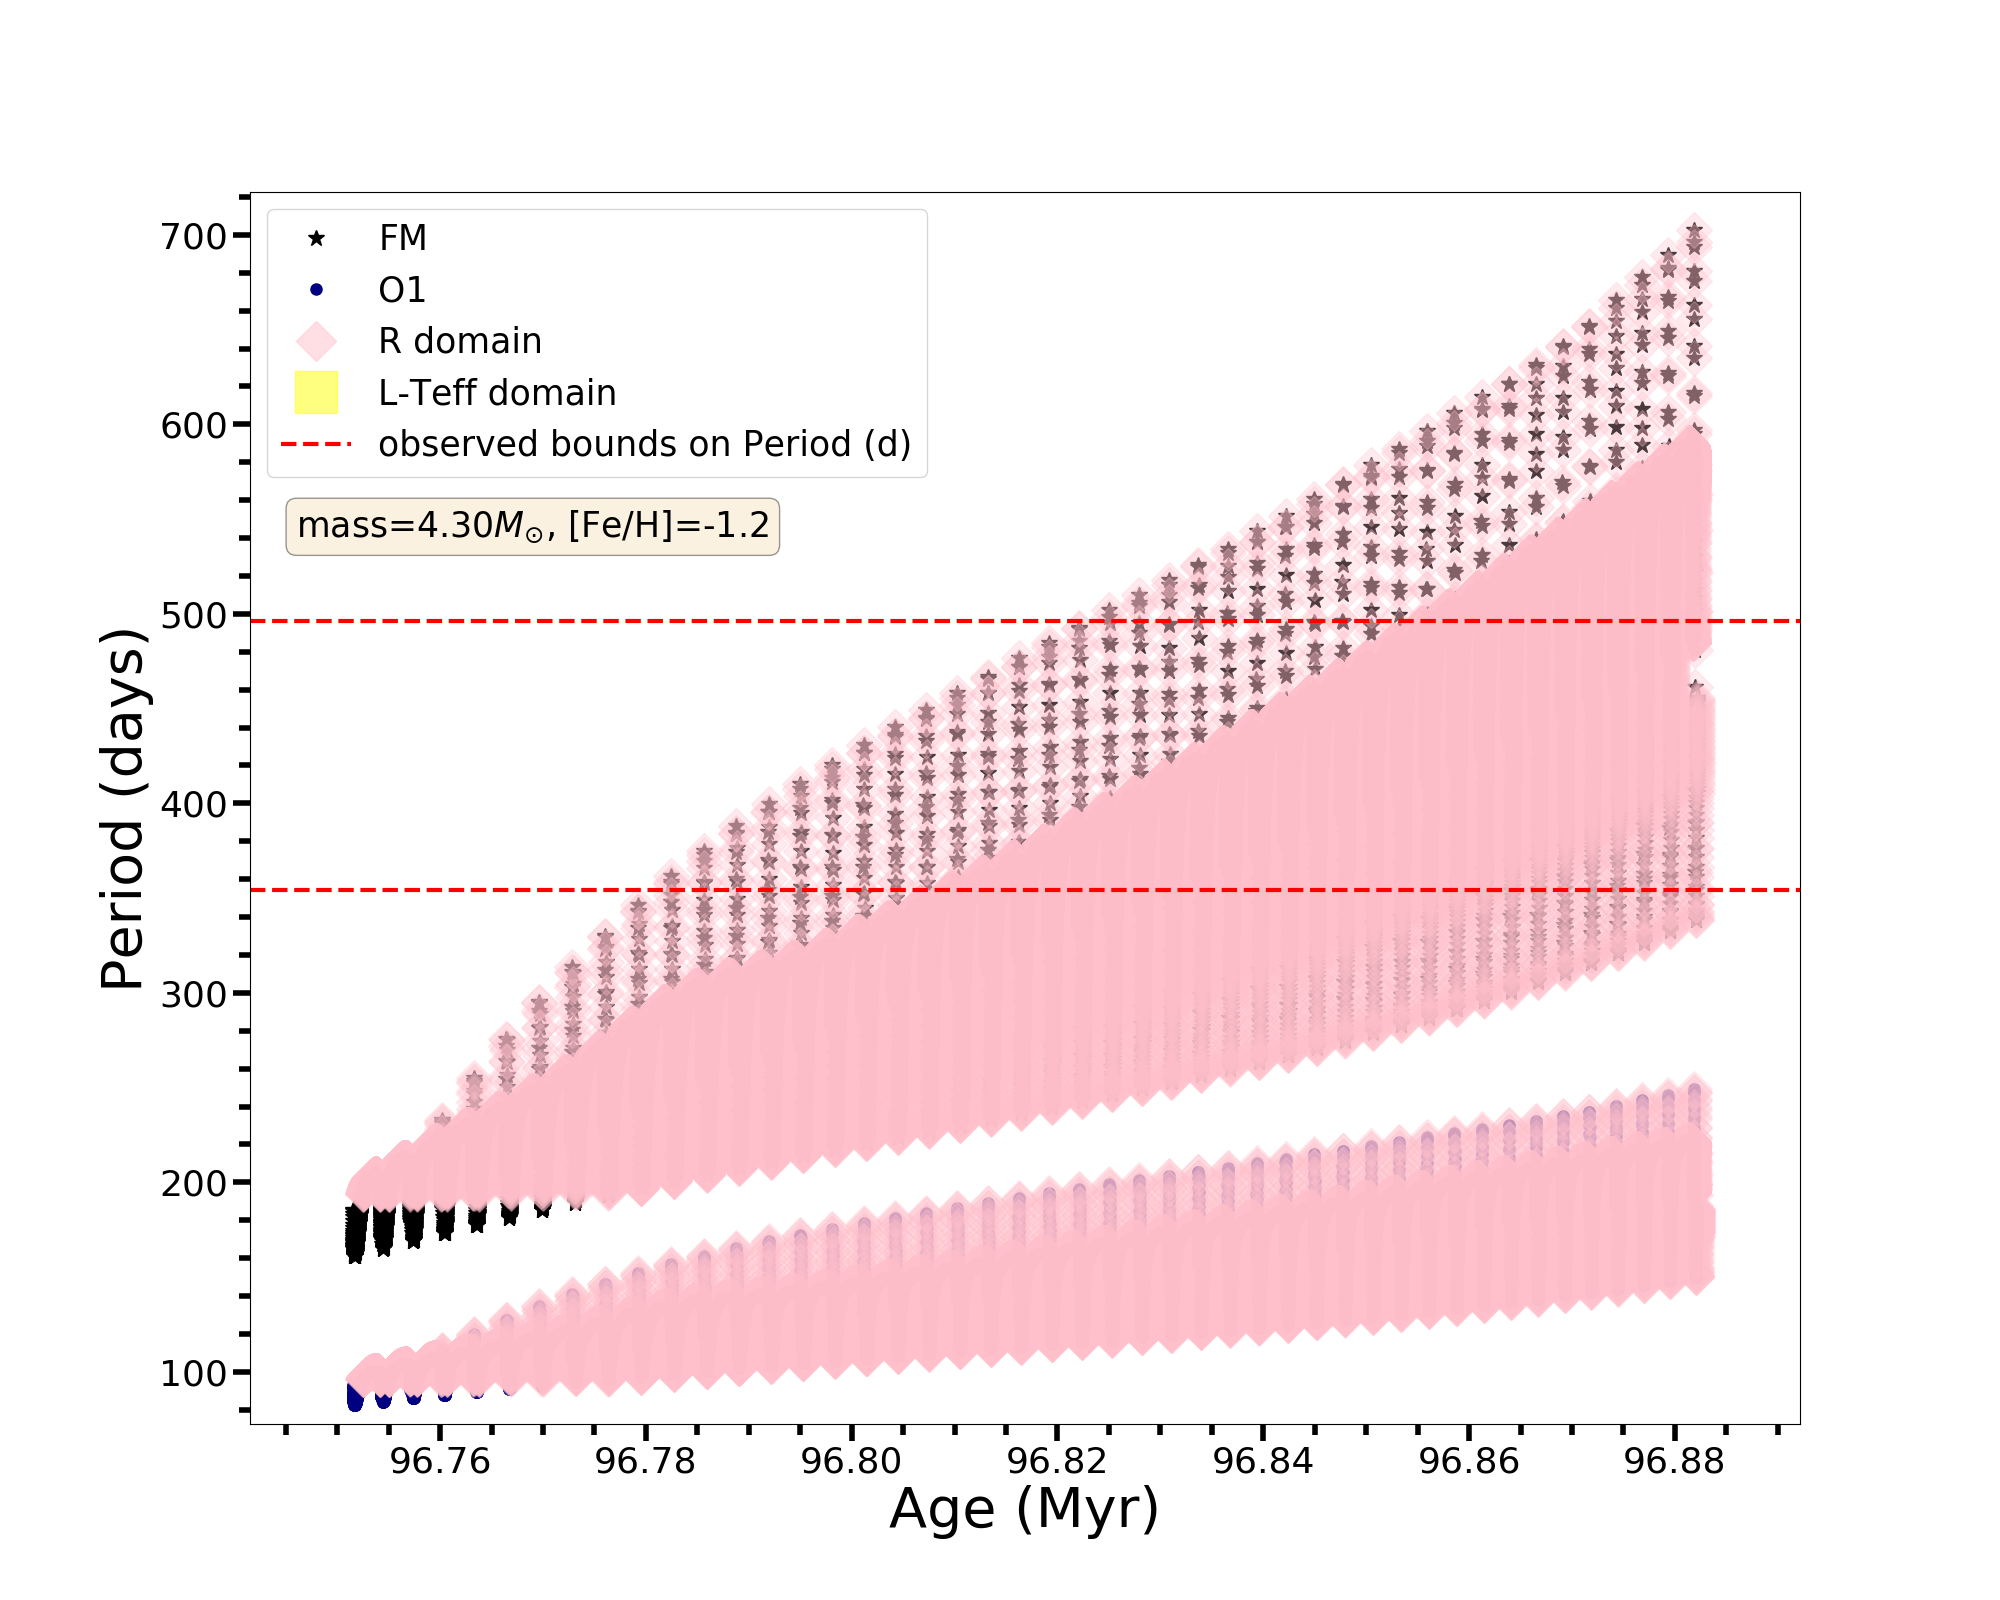 FM
O1
R domain
L-Teff domain
observed bounds on Period (d)
mass=4.30M☉, [Fe/H]=-1.2
Period (days)
700
600
500
400
300
200
100
96.76 96.78 96.80 96.82 96.84 96.86 96.88
Age (Myr)